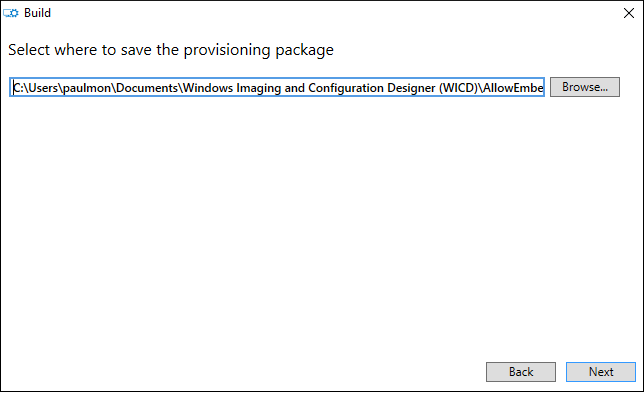 Build
Select where to save the provisioning package
C:\Users\paulmon\Documents\Windows Imaging and Configuration Designer (WICD)\AllowEmbe
Browse...
Back
Next